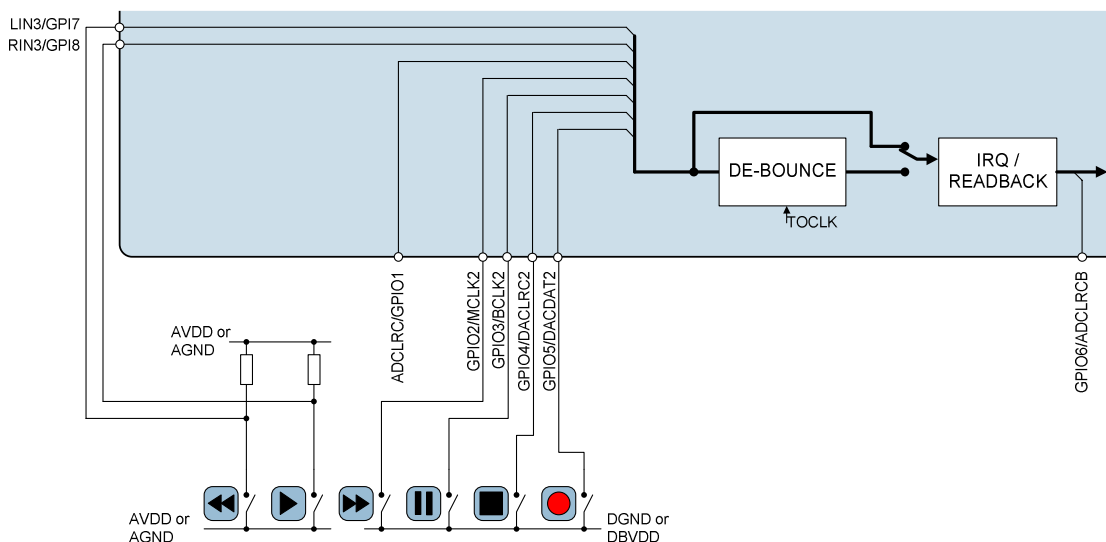 LIN3/GPI7
RIN3/GPI8
DE-BOUNCE
IRQ /
READBACK
TOCLK
ADCLRC/GPIO1
GPIO2/MCLK2
GPIO3/BCLK2
GPIO4/DACLRC2
GPIO5/DACDAT2
GPIO6/ADCLRCB
AVDD or
AGND
AVDD or
AGND
DGND or
DBVDD